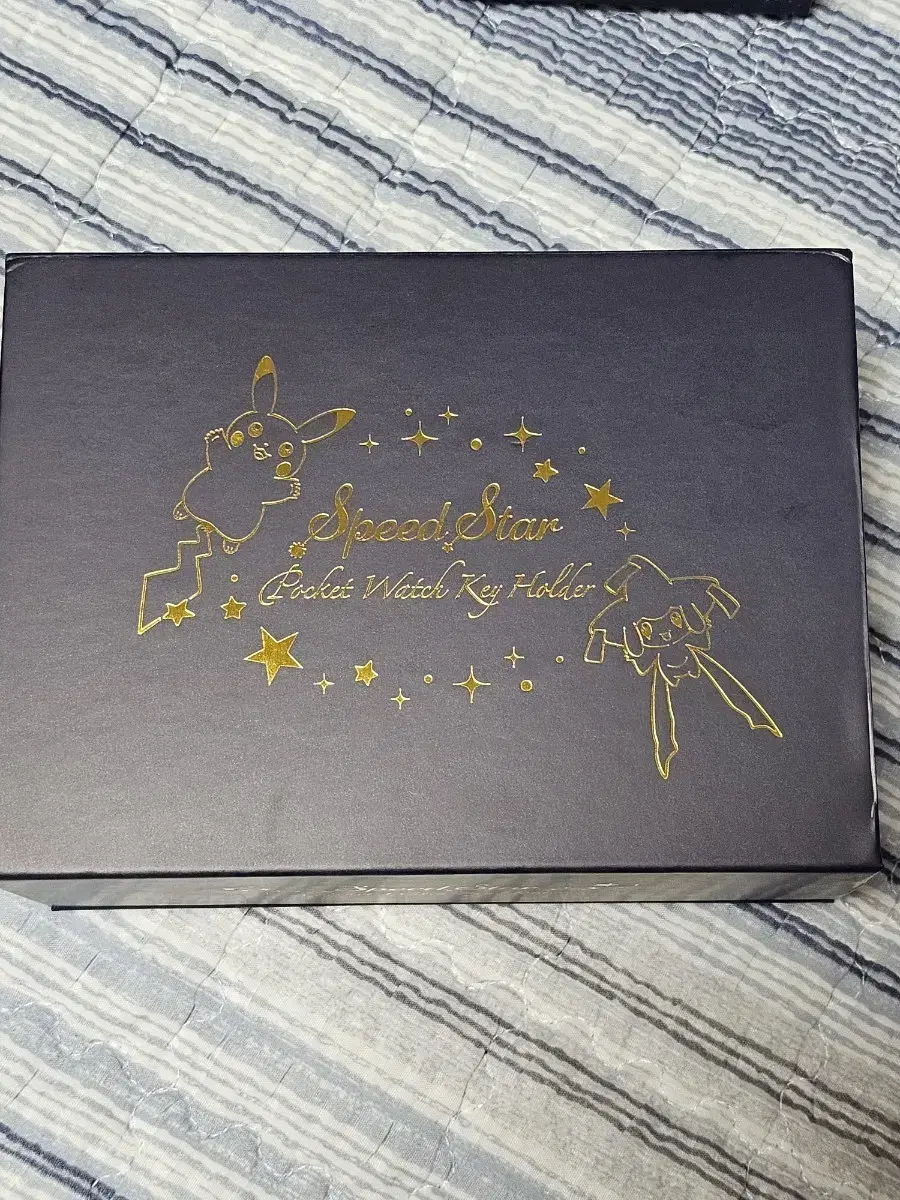 Speed Star
Pocket Watch Key Holder